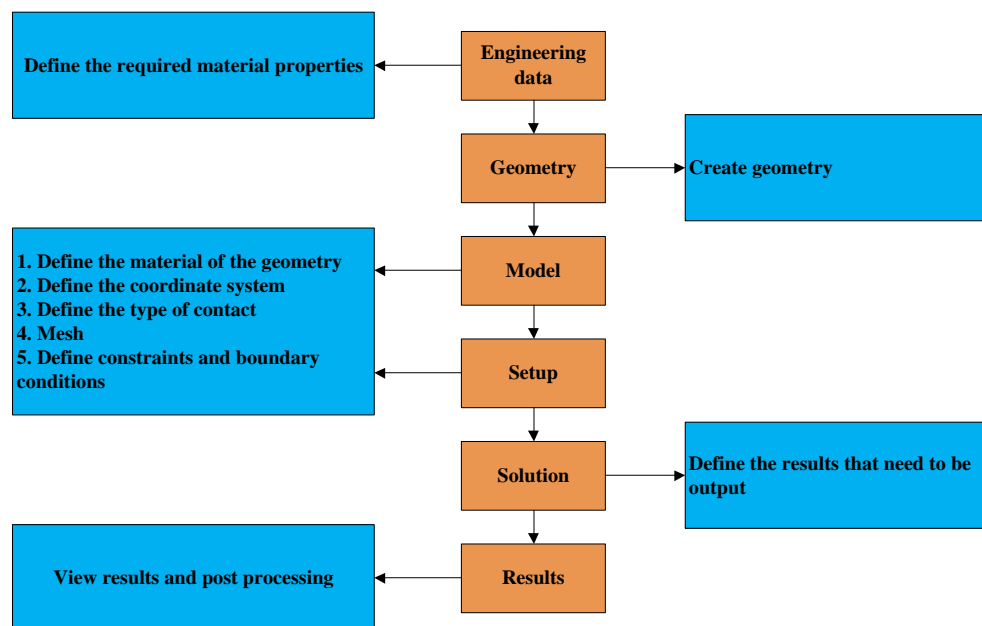 Define the required material properties
Engineering
data
Geometry
Create geometry
1. Define the material of the geometry
2. Define the coordinate system
3. Define the type of contact
4. Mesh
5. Define constraints and boundary
conditions
Model
Setup
Solution
Define the results that need to be
output
View results and post processing
Results